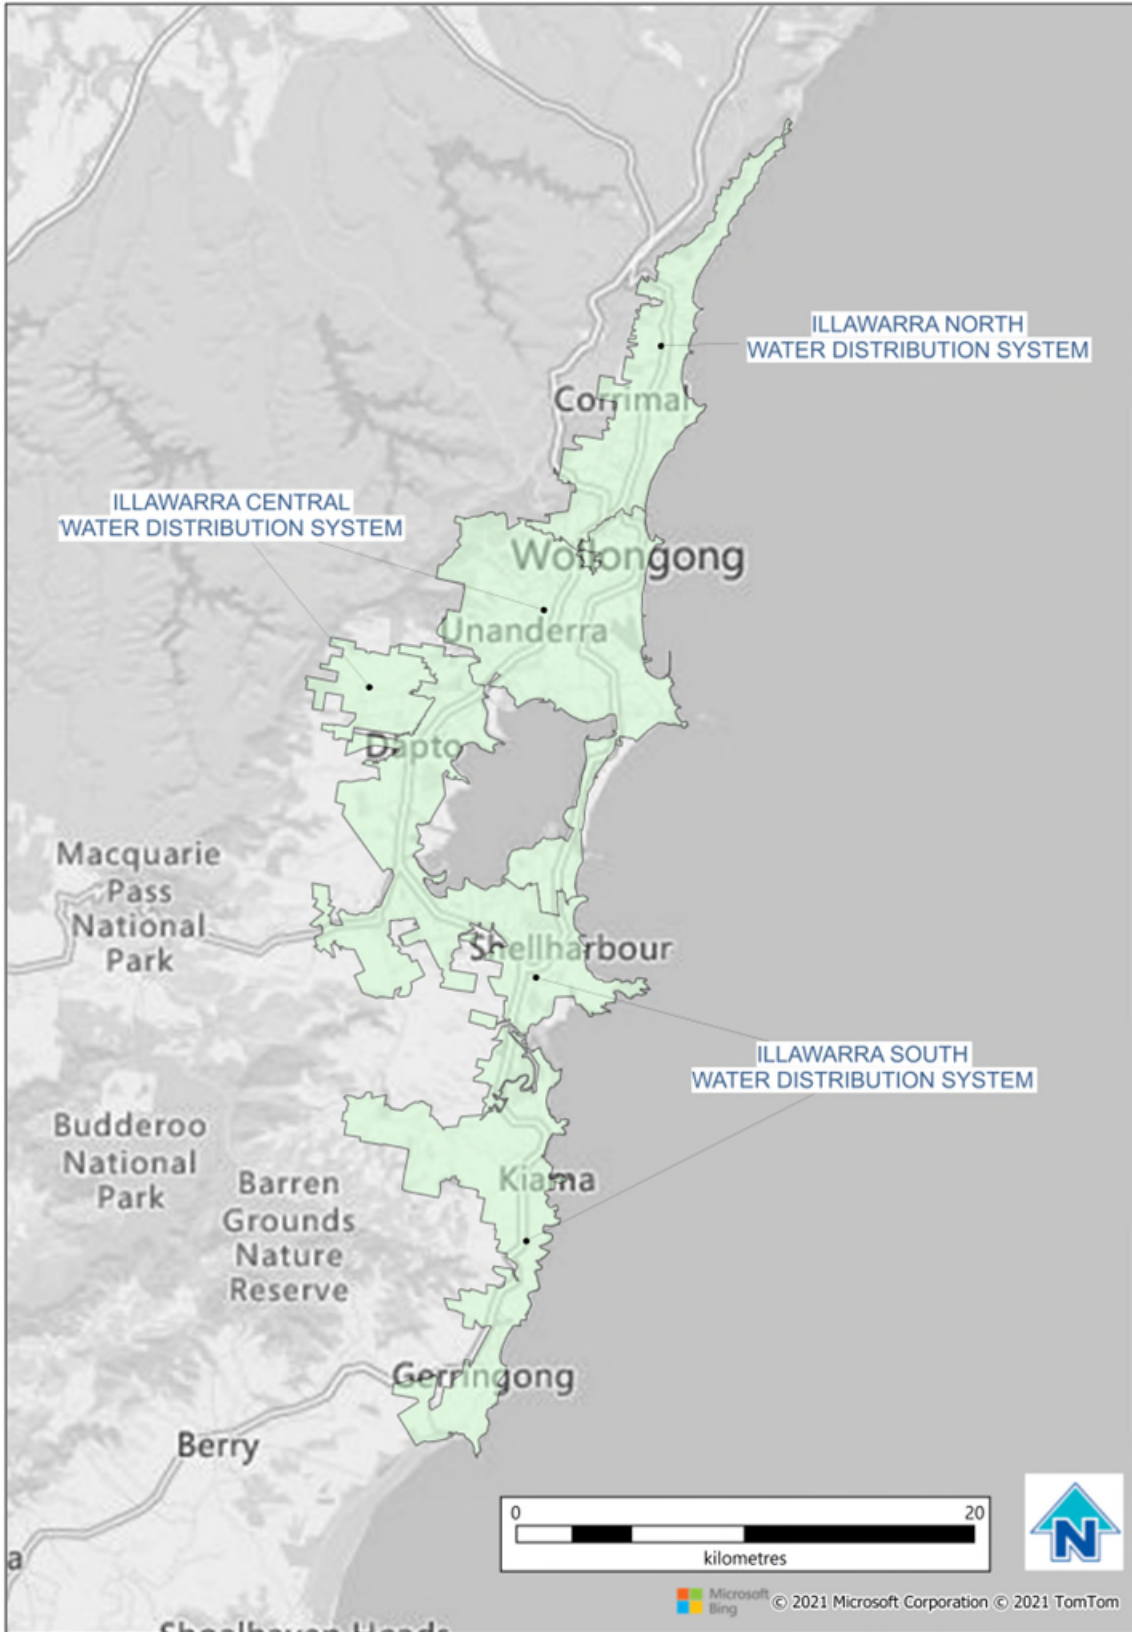 ILLAWARRA NORTH
WATER DISTRIBUTION SYSTEM
Corrimal
ILLAWARRA CENTRAL
WATER DISTRIBUTION SYSTEM
Wollongong
Unanderra
Dapto
Macquarie
Pass
National
Park
Shellharbour
ILLAWARRA SOUTH
WATER DISTRIBUTION SYSTEM
Budderoo
National
Park
Kiama
Barren
Grounds
Nature
Reserve
Gerringong
Berry
0 20
kilometres
N
a
Microsoft
Bing
© 2021 Microsoft Corporation © 2021 TomTom
Shoalhaven Heads